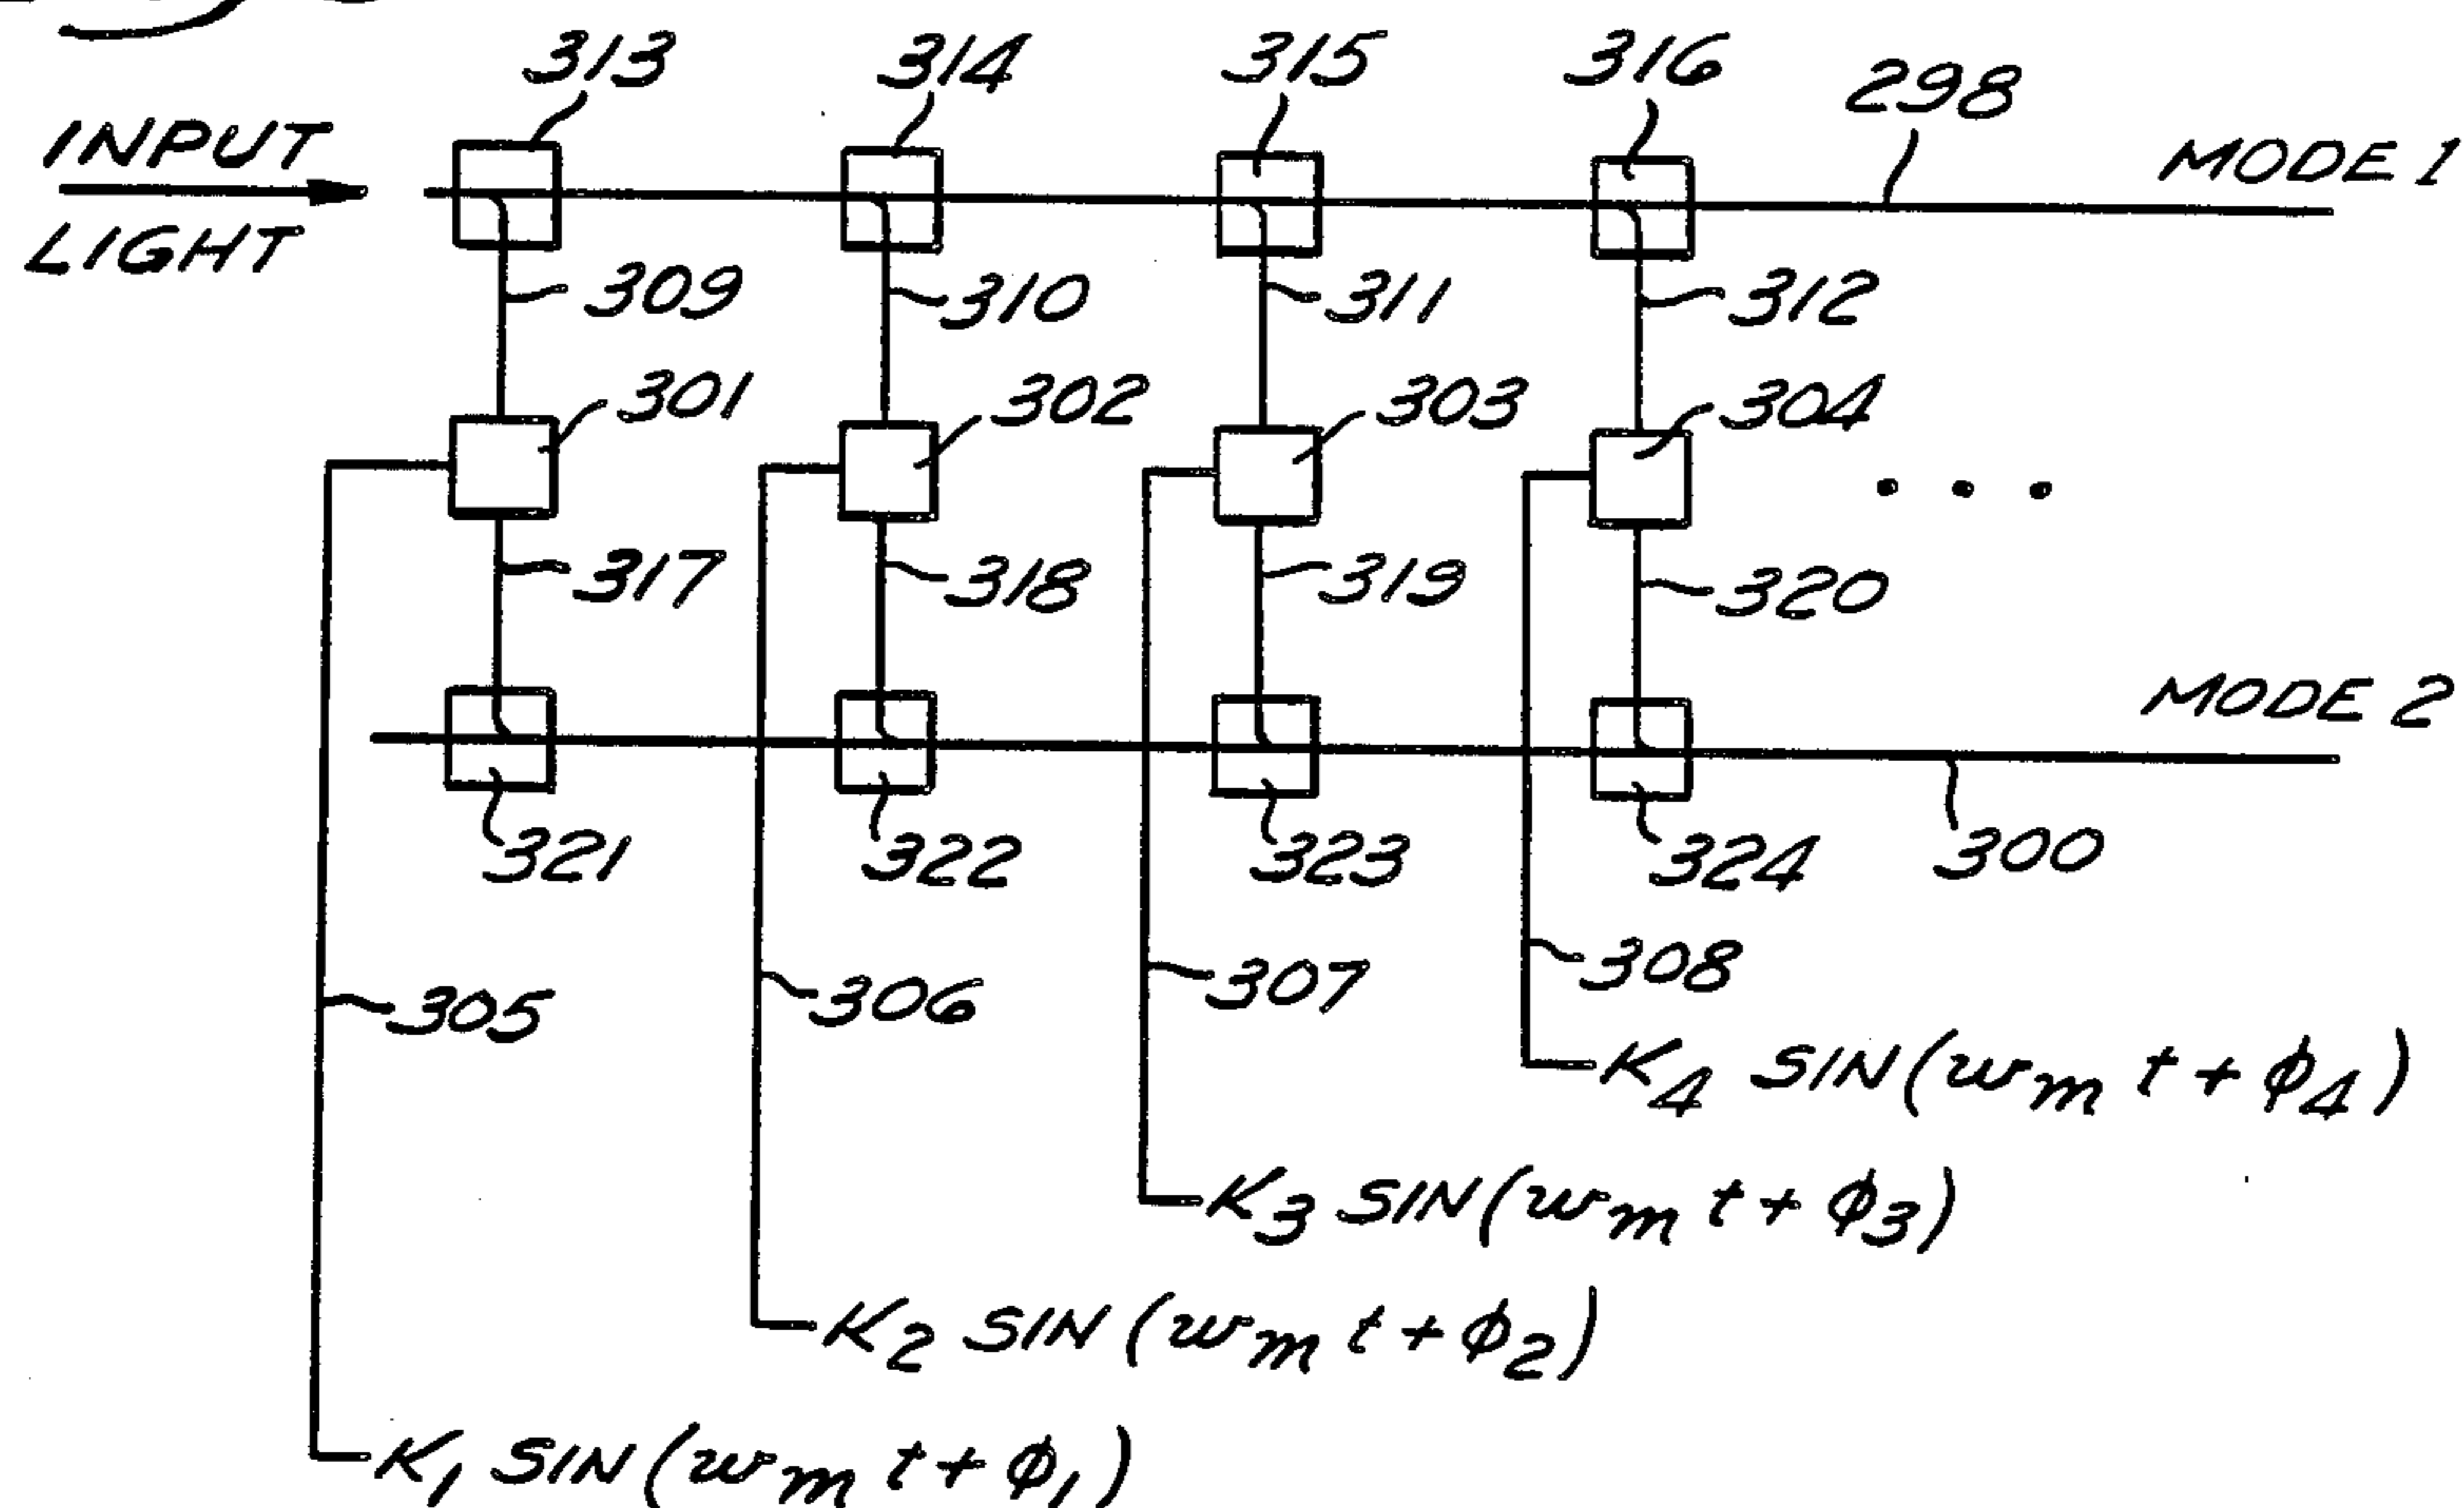 313 314 315 316 298
INPUT MODE 1
LIGHT
309 310 311 312
301 302 303 304
• • •
317 318 319 320
MODE 2
321 322 323 324 300
305 306 307 308
K4 SIN(wm t + ϕ4)
K3 SIN(wm t + ϕ3)
K2 SIN(wm t + ϕ2)
K1 SIN(wm t + ϕ1)